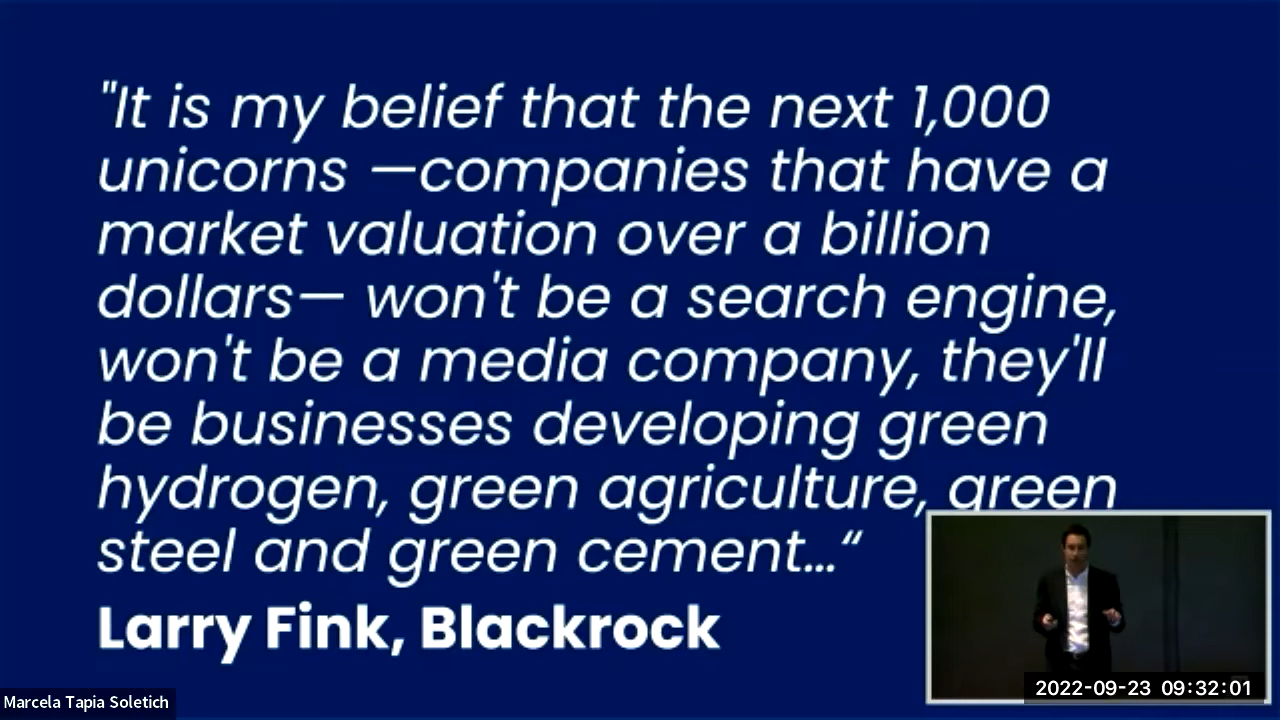 "It is my belief that the next 1,000
unicorns —companies that have a
market valuation over a billion
dollars— won't be a search engine,
won't be a media company, they'll
be businesses developing green
hydrogen, green agriculture, green
steel and green cement…“
Larry Fink, Blackrock
Marcela Tapia Soletich
2022-09-23 09:32:01